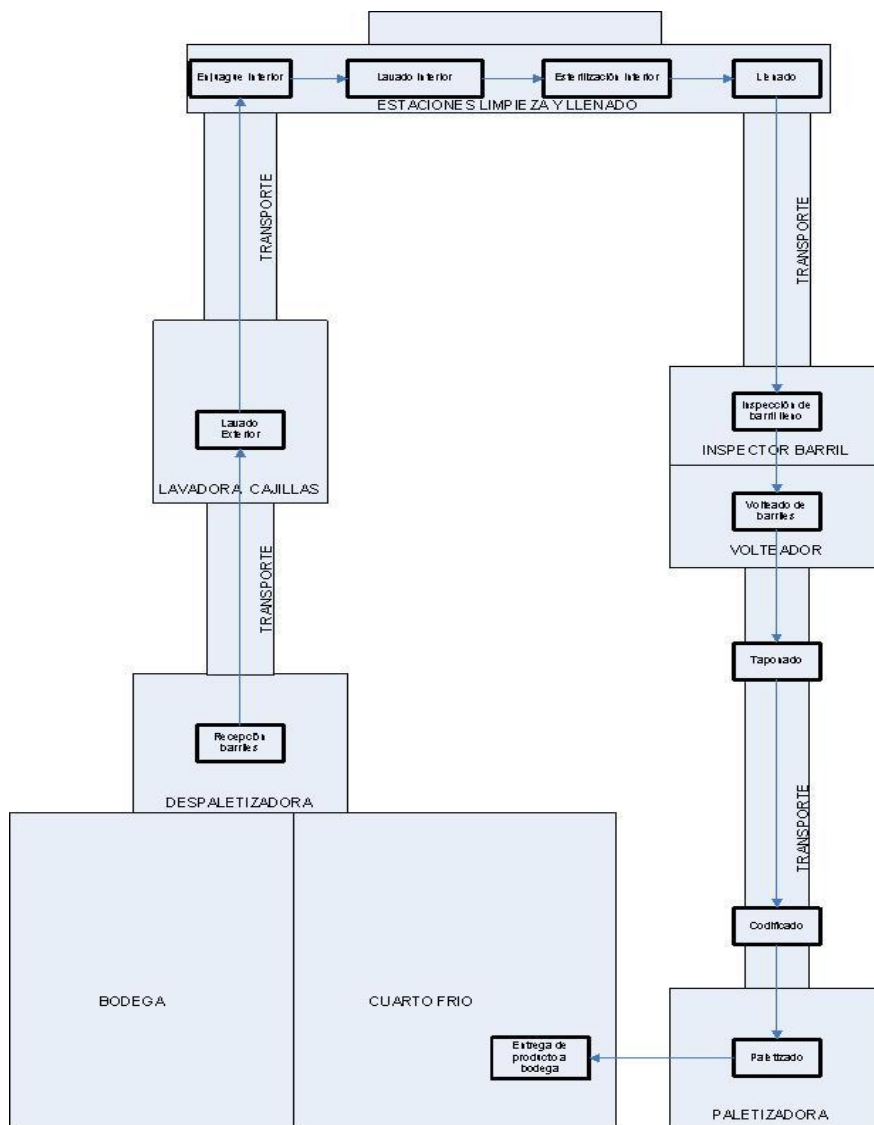 Enjuague Interior
Lavado Interior
Esterilización Interior
Llenado
ESTACIONES LIMPIEZA Y LLENADO
TRANSPORTE
TRANSPORTE
Lavado
Exterior
LAVADORA CAJILLAS
Inspección de
barril lleno
INSPECTOR BARRIL
Volteado de
barriles
VOLTEADOR
TRANSPORTE
Taponado
Recepción
barriles
DESPALETIZADORA
TRANSPORTE
Codificado
BODEGA
CUARTO FRIO
Entrega de
producto a
bodega
Paletizado
PALETIZADORA